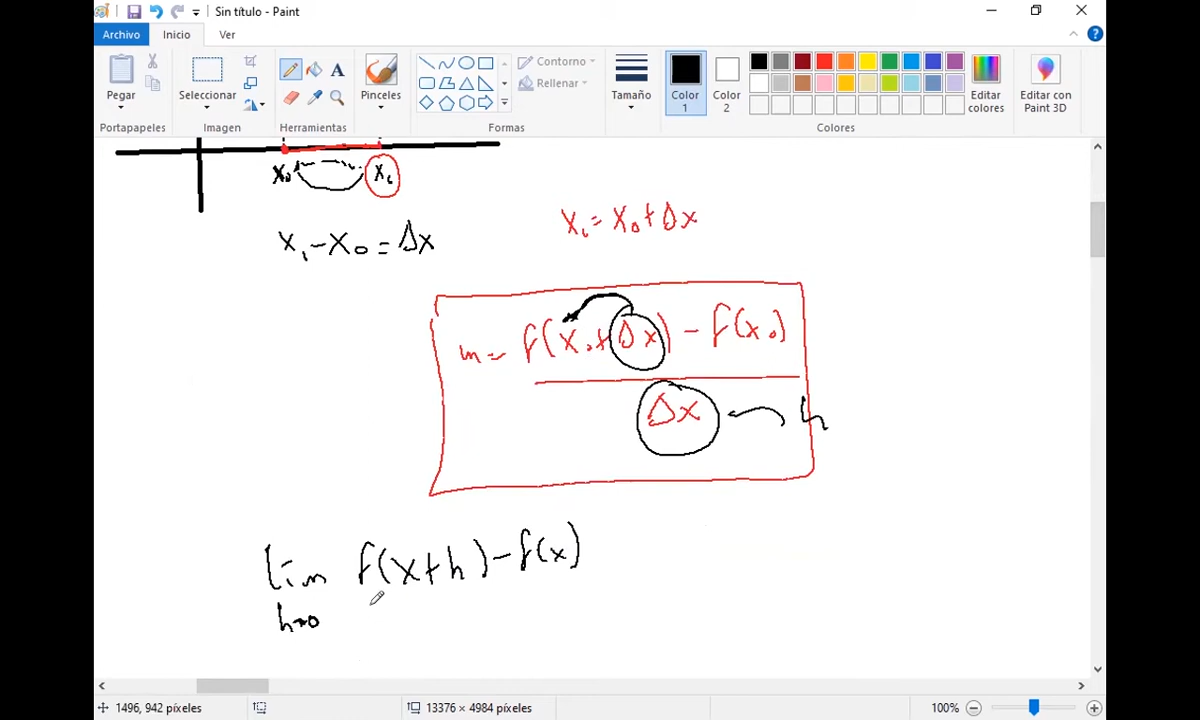 Sin título - Paint
Archivo Inicio Ver
Pegar Seleccionar Pinceles Contorno Rellenar Tamaño Color 1 Color 2 Editar colores Editar con Paint 3D
Portapapeles Imagen Herramientas Formas Colores
x₀ x₁
x₁ = x₀ + Δx
x₁ - x₀ = Δx
m = f(x₀ + Δx) - f(x₀)
Δx h
lim f(x+h) - f(x)
h→0
1496, 942 píxeles 13376 × 4984 píxeles 100%